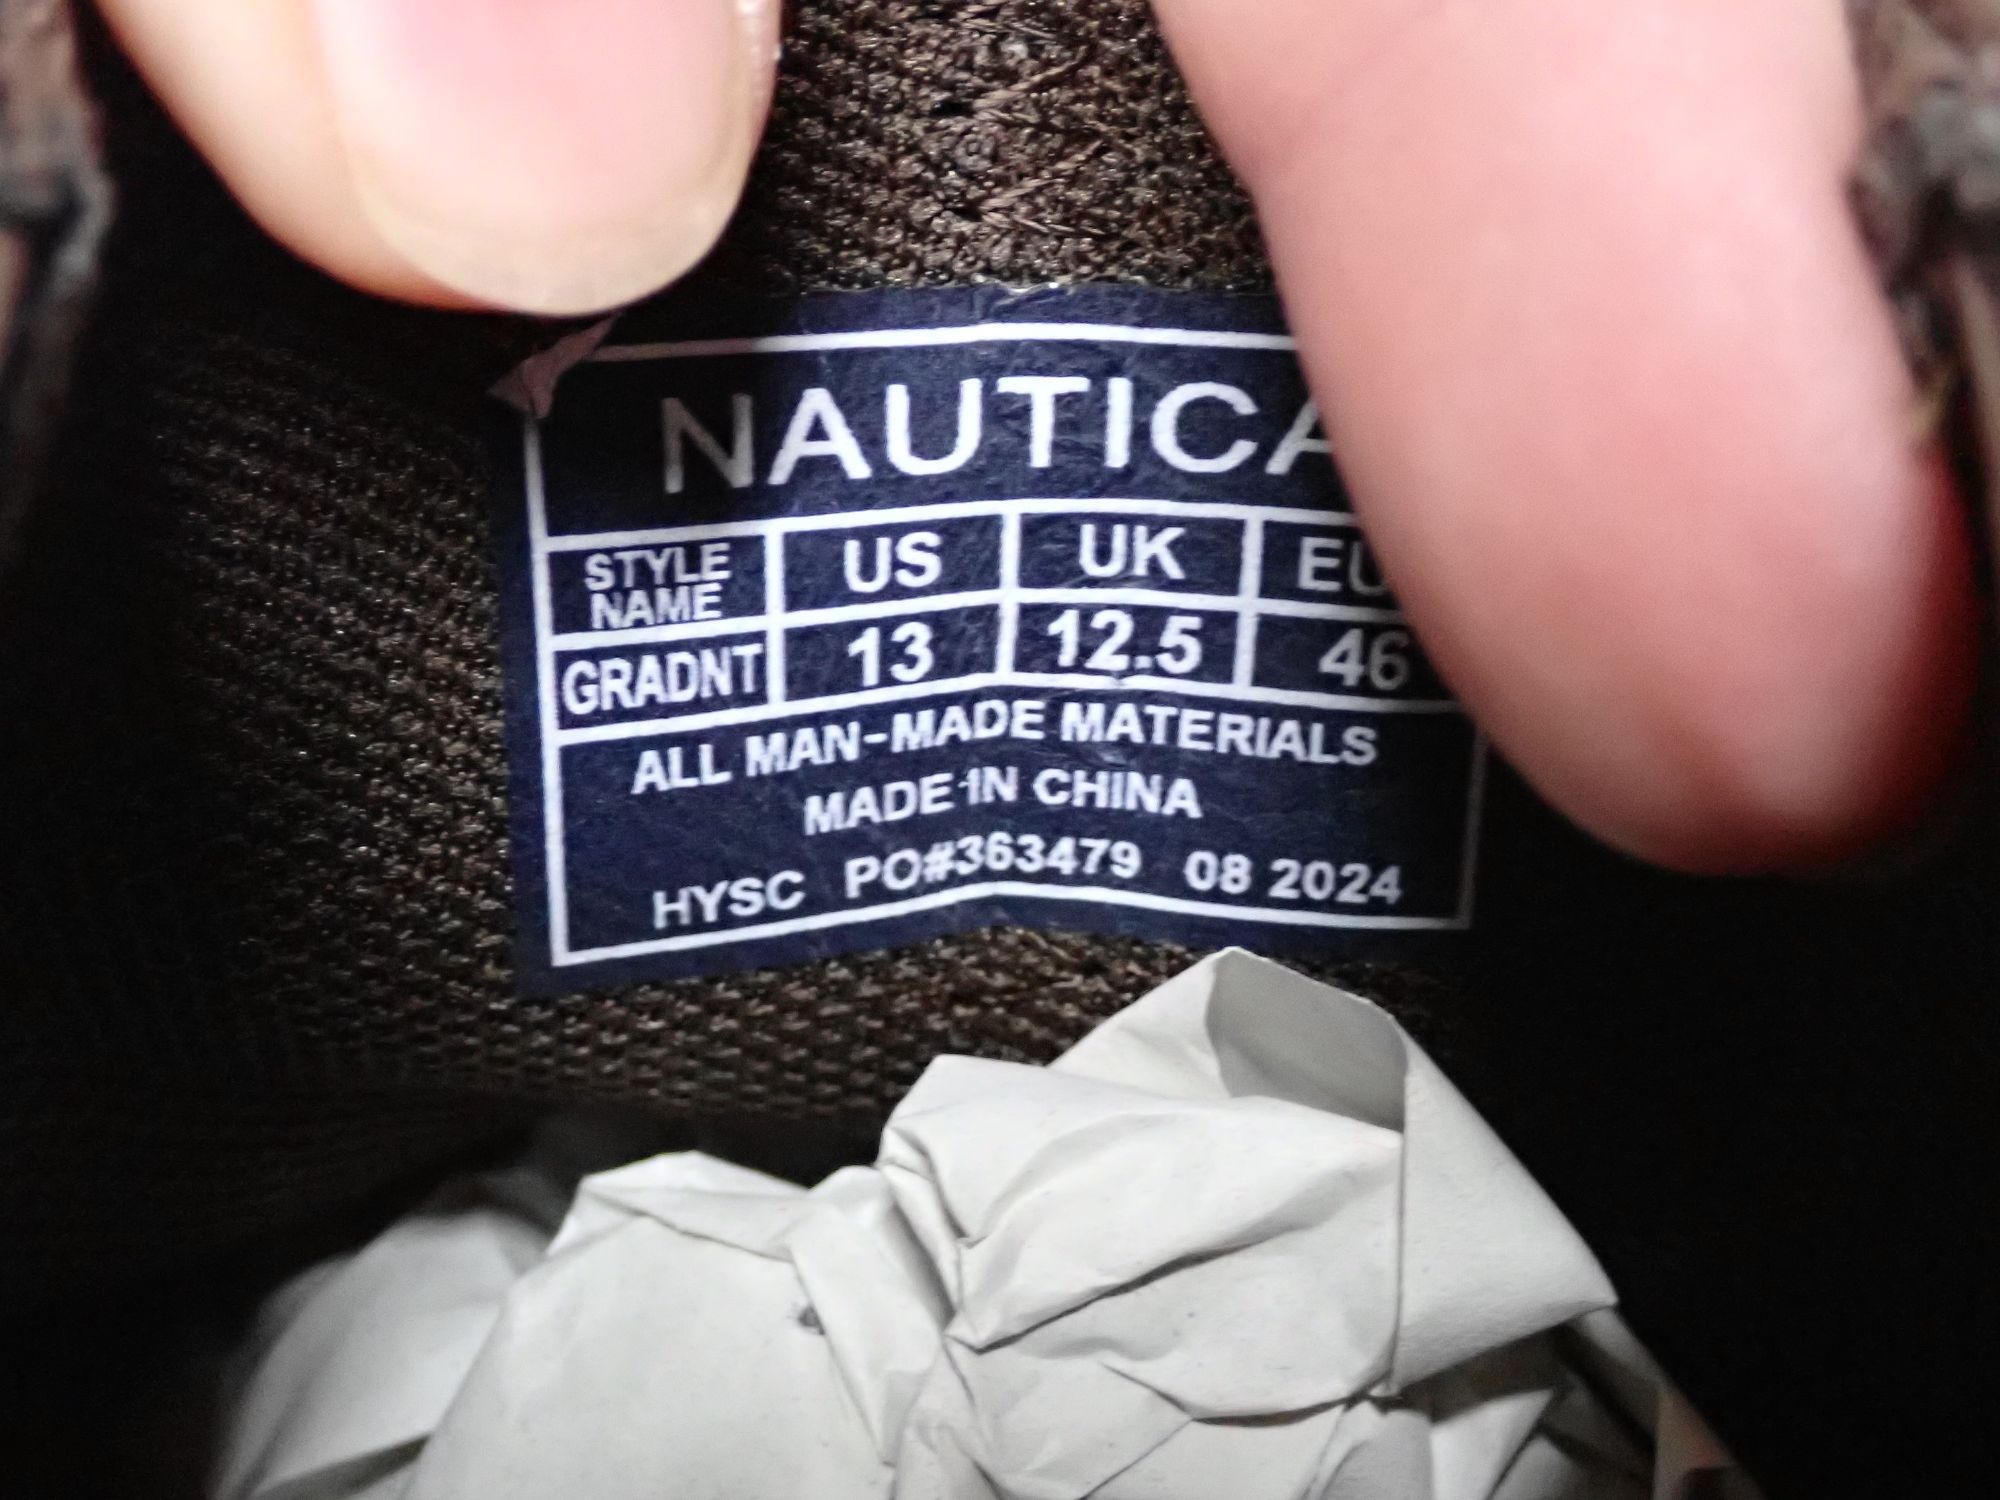 NAUTICA
STYLE NAME US UK EU
GRADNT 13 12.5 46
ALL MAN-MADE MATERIALS
MADE IN CHINA
HYSC PO#363479 08 2024